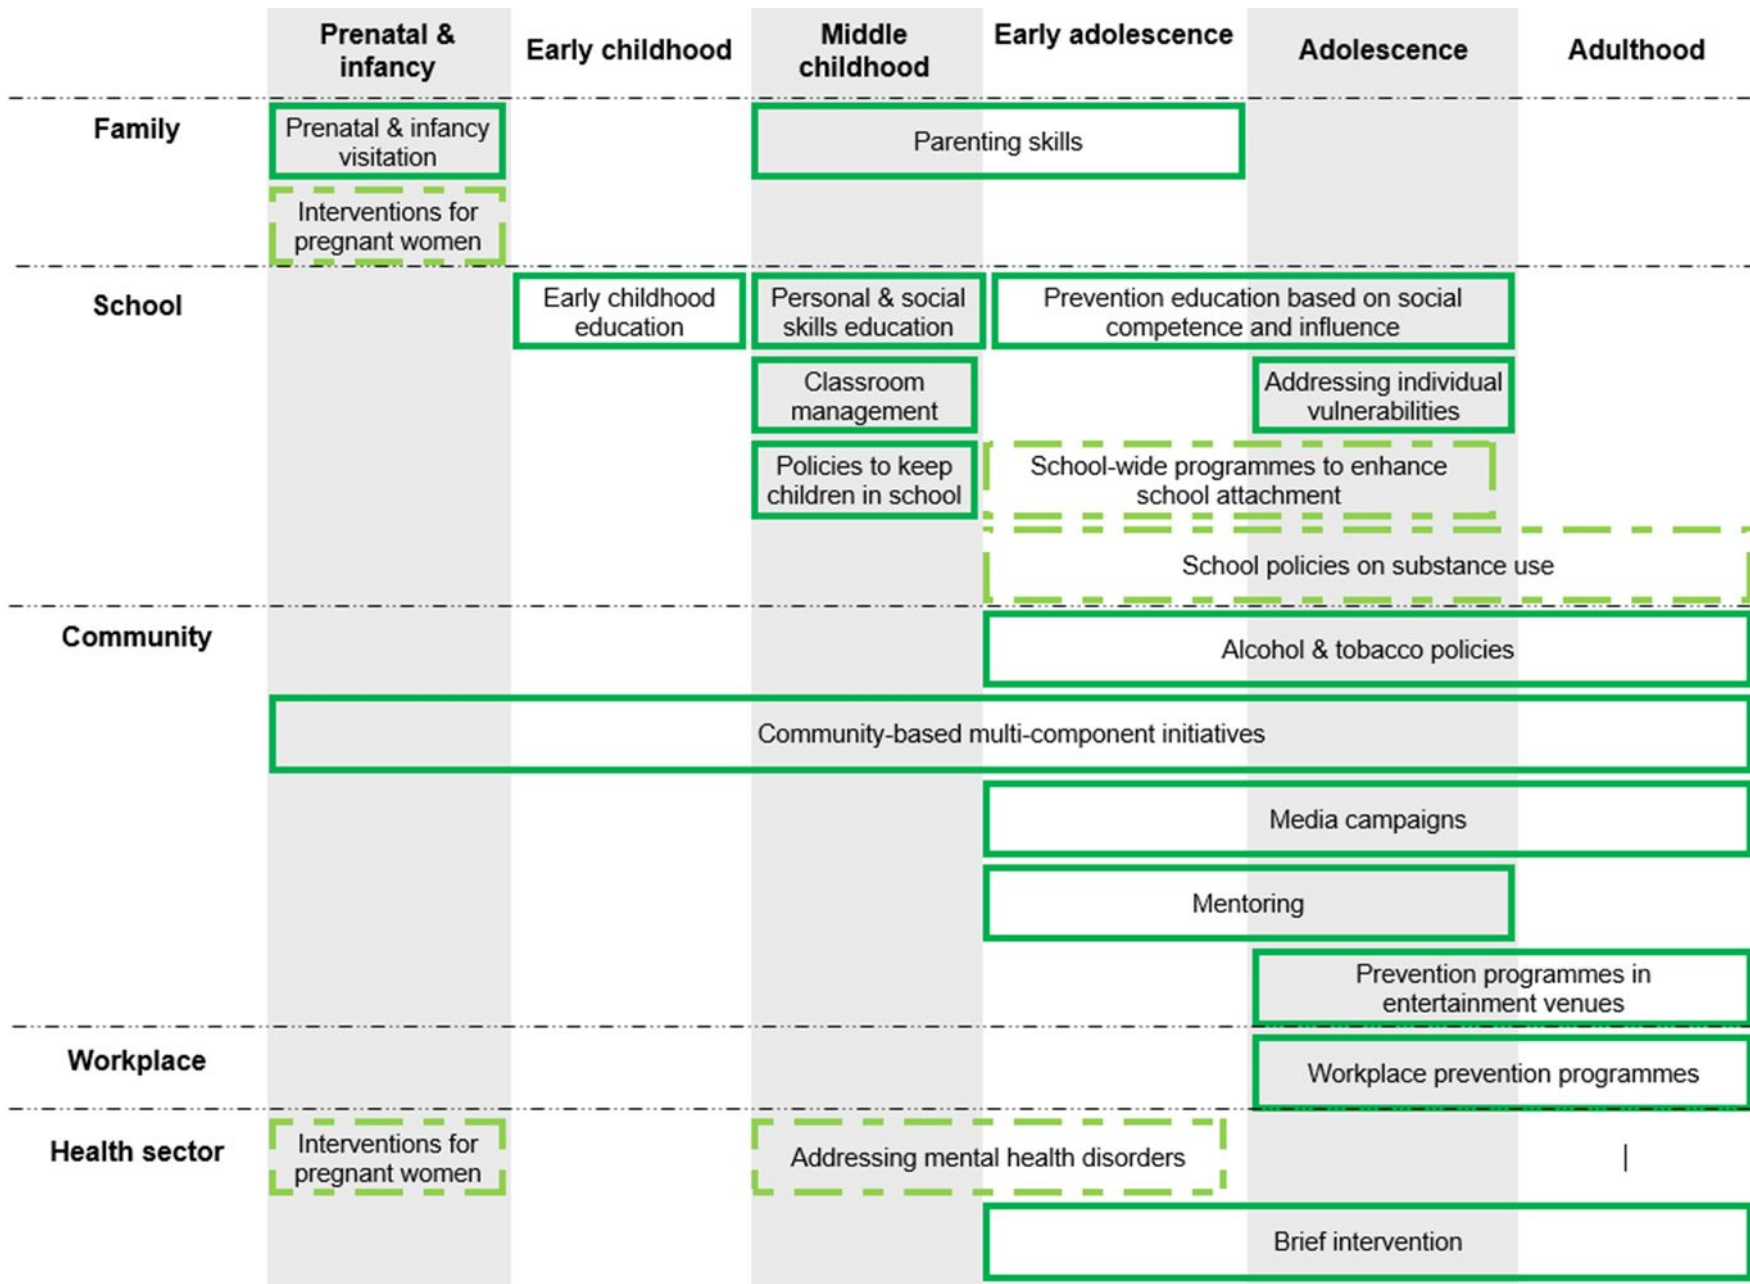 Prenatal &
infancy
Early childhood
Middle
childhood
Early adolescence
Adolescence
Adulthood
Family
Prenatal & infancy
visitation
Parenting skills
Interventions for
pregnant women
School
Early childhood
education
Personal & social
skills education
Prevention education based on social
competence and influence
Classroom
management
Addressing individual
vulnerabilities
Policies to keep
children in school
School-wide programmes to enhance
school attachment
School policies on substance use
Community
Alcohol & tobacco policies
Community-based multi-component initiatives
Media campaigns
Mentoring
Prevention programmes in
entertainment venues
Workplace
Workplace prevention programmes
Health sector
Interventions for
pregnant women
Addressing mental health disorders
|
Brief intervention